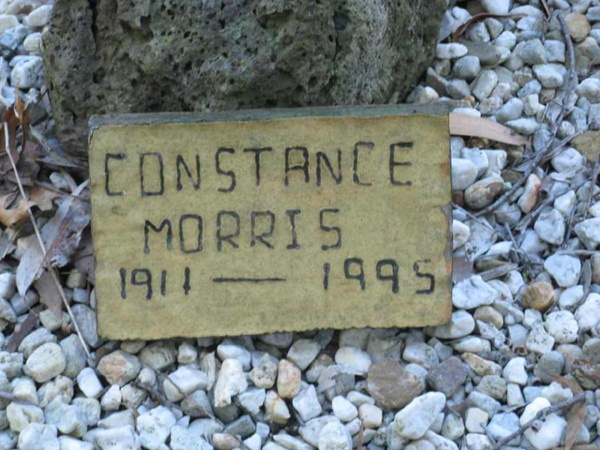 CONSTANCE
MORRIS
1911 — 1995